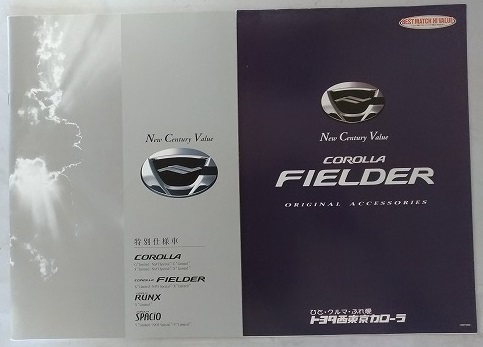 New Century Value
特別仕様車
COROLLA
COROLLA FIELDER
RUNX
SPACIO
BEST MATCH HI VALUE
New Century Value
COROLLA
FIELDER
ORIGINAL ACCESSORIES
ひと・クルマ・ふれ愛
トヨタ西東京カローラ